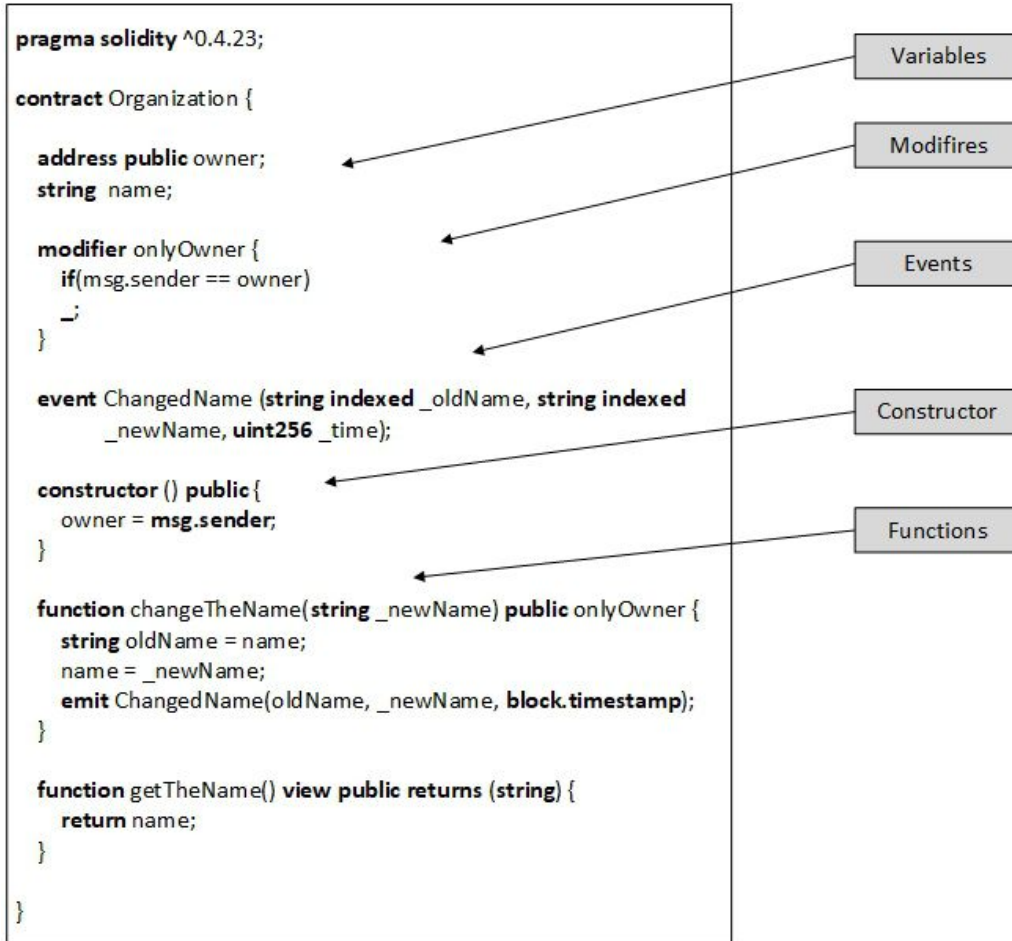 pragma solidity ^0.4.23;
contract Organization {
address public owner;
string name;
modifier onlyOwner {
if(msg.sender == owner)
_;
}
event ChangedName (string indexed _oldName, string indexed
_newName, uint256 _time);
constructor () public {
owner = msg.sender;
}
function changeTheName(string _newName) public onlyOwner {
string oldName = name;
name = _newName;
emit ChangedName(oldName, _newName, block.timestamp);
}
function getTheName() view public returns (string) {
return name;
}
}
Variables
Modifires
Events
Constructor
Functions